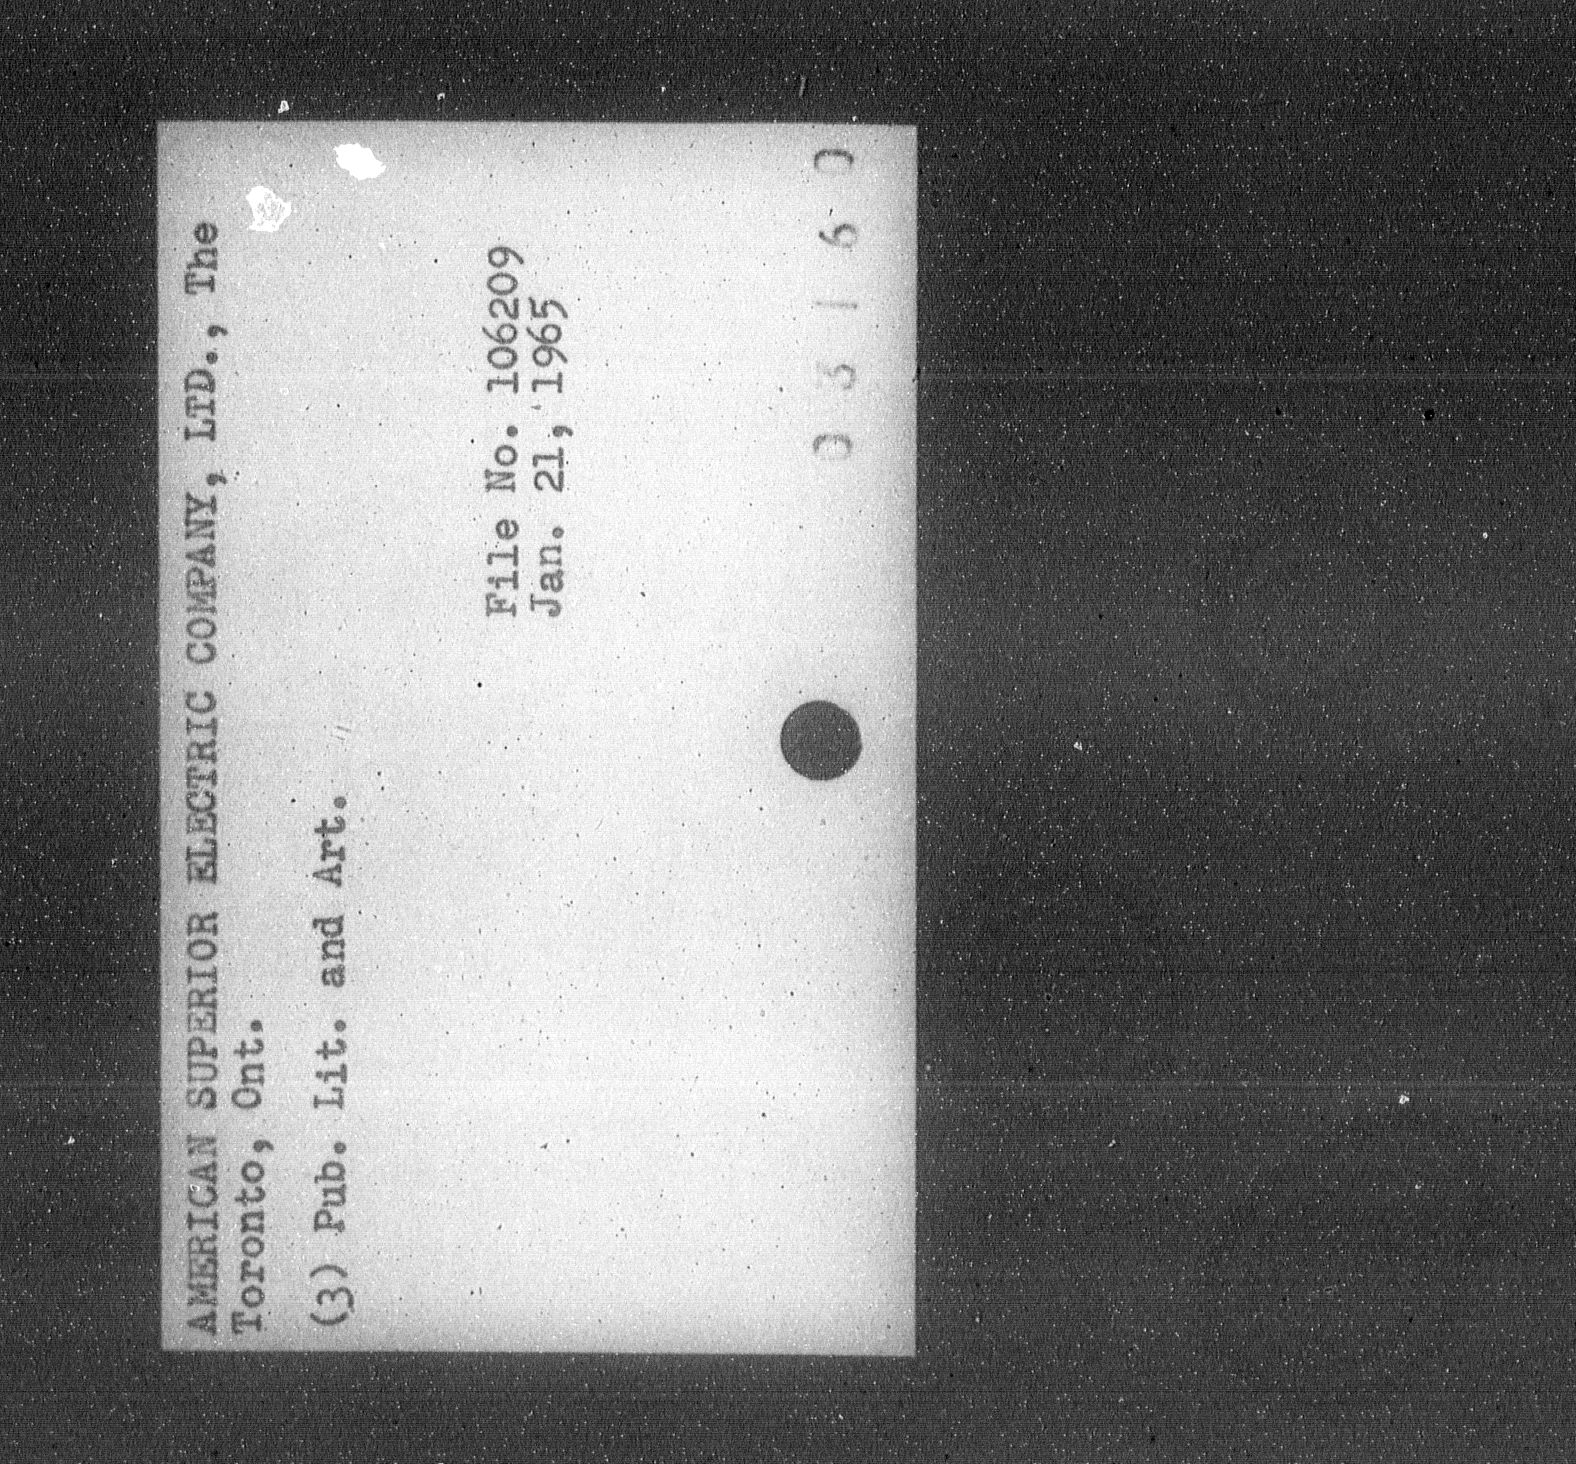 AMERICAN SUPERIOR ELECTRIC COMPANY, LTD., The
Toronto, Ont.
(3) Pub. Lit. and Art.
File No. 106209
Jan. 21, 1965
03160